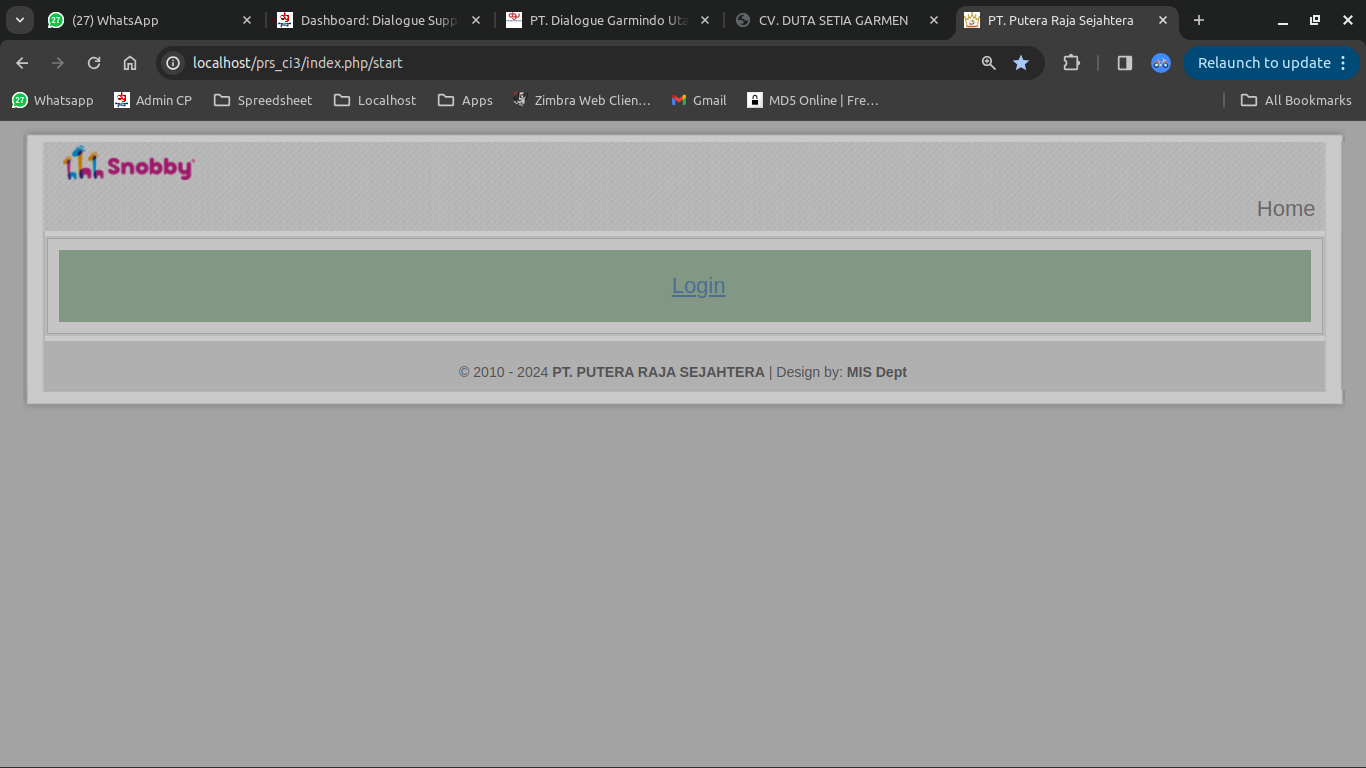 (27) WhatsApp
Dashboard: Dialogue Supp
PT. Dialogue Garmindo Uta
CV. DUTA SETIA GARMEN
PT. Putera Raja Sejahtera
localhost/prs_ci3/index.php/start
Relaunch to update
27 Whatsapp
Admin CP
Spreedsheet
Localhost
Apps
Zimbra Web Clien…
Gmail
MD5 Online | Fre…
All Bookmarks
Snobby
Home
Login
© 2010 - 2024 PT. PUTERA RAJA SEJAHTERA | Design by: MIS Dept